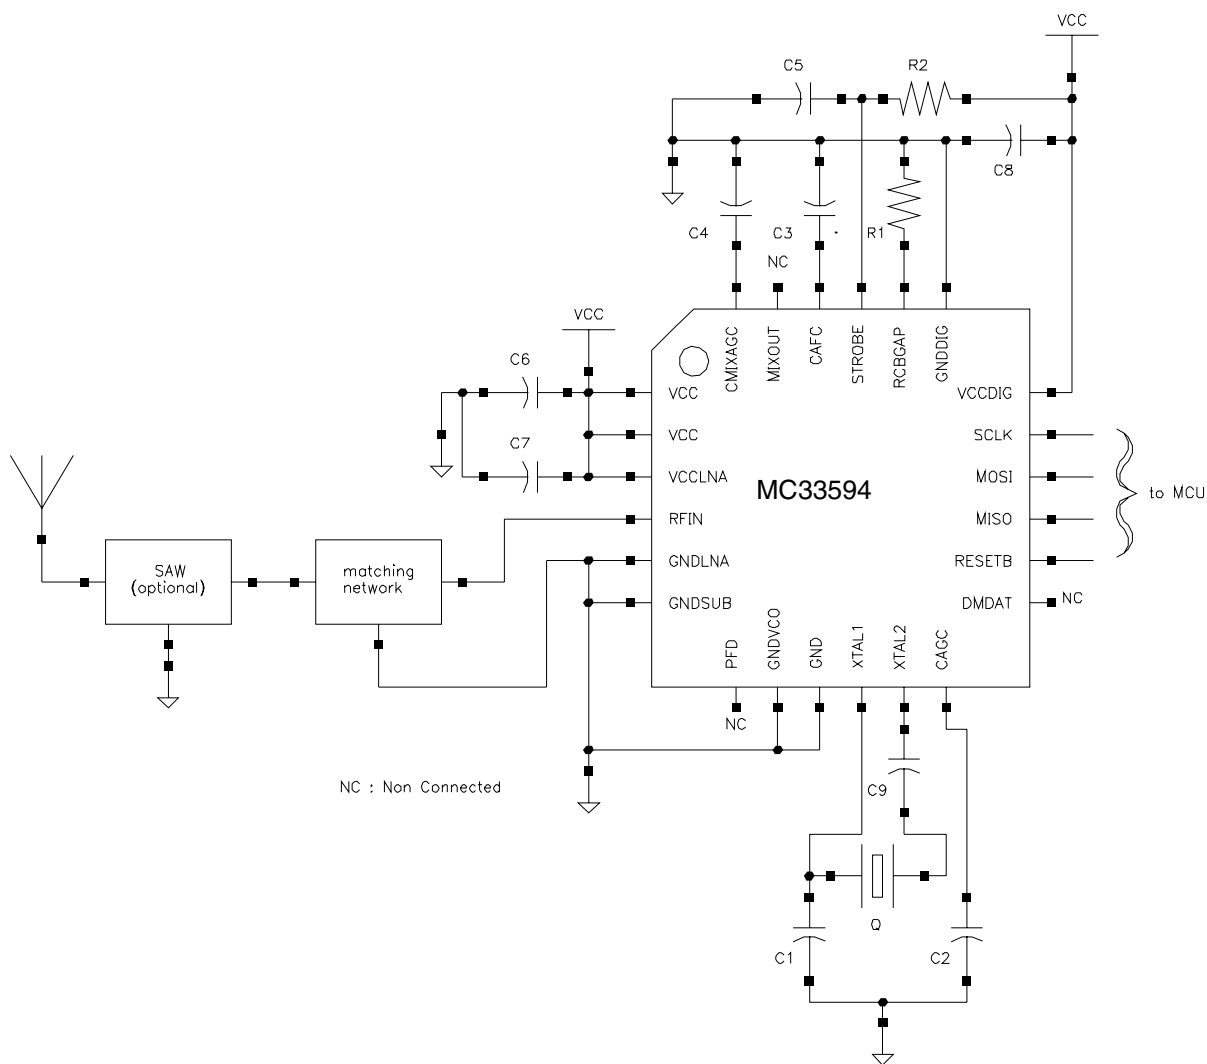 VCC
C5
R2
C8
C4
C3
R1
NC
VCC
C6
C7
CMIXAGC
MIXOUT
CAFC
STROBE
RCBGAP
GNDDIG
VCC
VCC
VCCLNA
RFIN
GNDLNA
GNDSUB
VCCDIG
SCLK
MOSI
MISO
RESETB
DMDAT
NC
MC33594
to MCU
SAW
(optional)
matching
network
PFD
GNDVCO
GND
XTAL1
XTAL2
CAGC
NC
NC : Non Connected
C9
Q
C1
C2